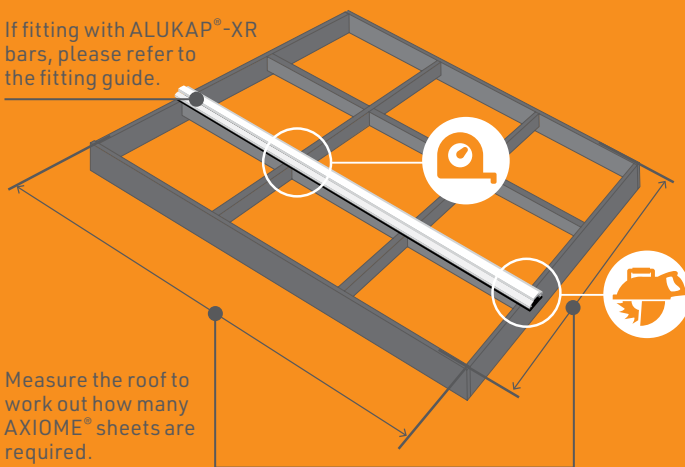 If fitting with ALUKAP®-XR
bars, please refer to
the fitting guide.
Measure the roof to
work out how many
AXIOME® sheets are
required.